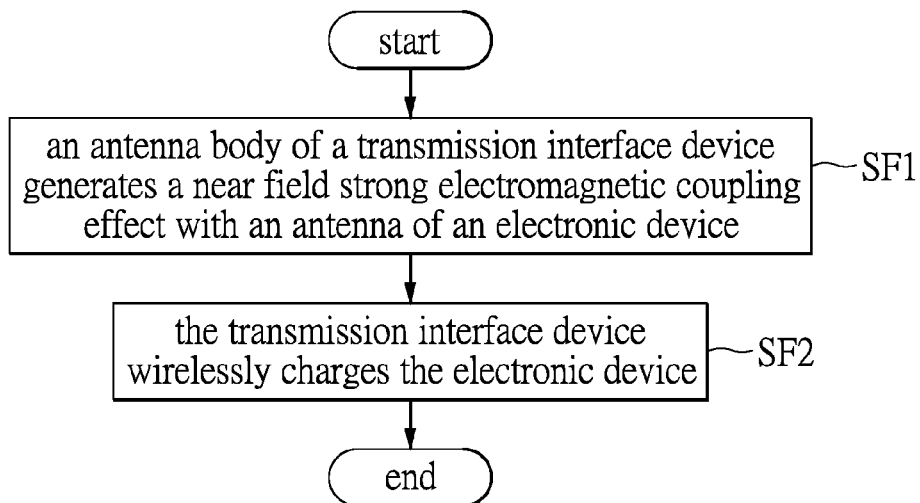 start
an antenna body of a transmission interface device
generates a near field strong electromagnetic coupling
effect with an antenna of an electronic device
SF1
the transmission interface device
wirelessly charges the electronic device
SF2
end